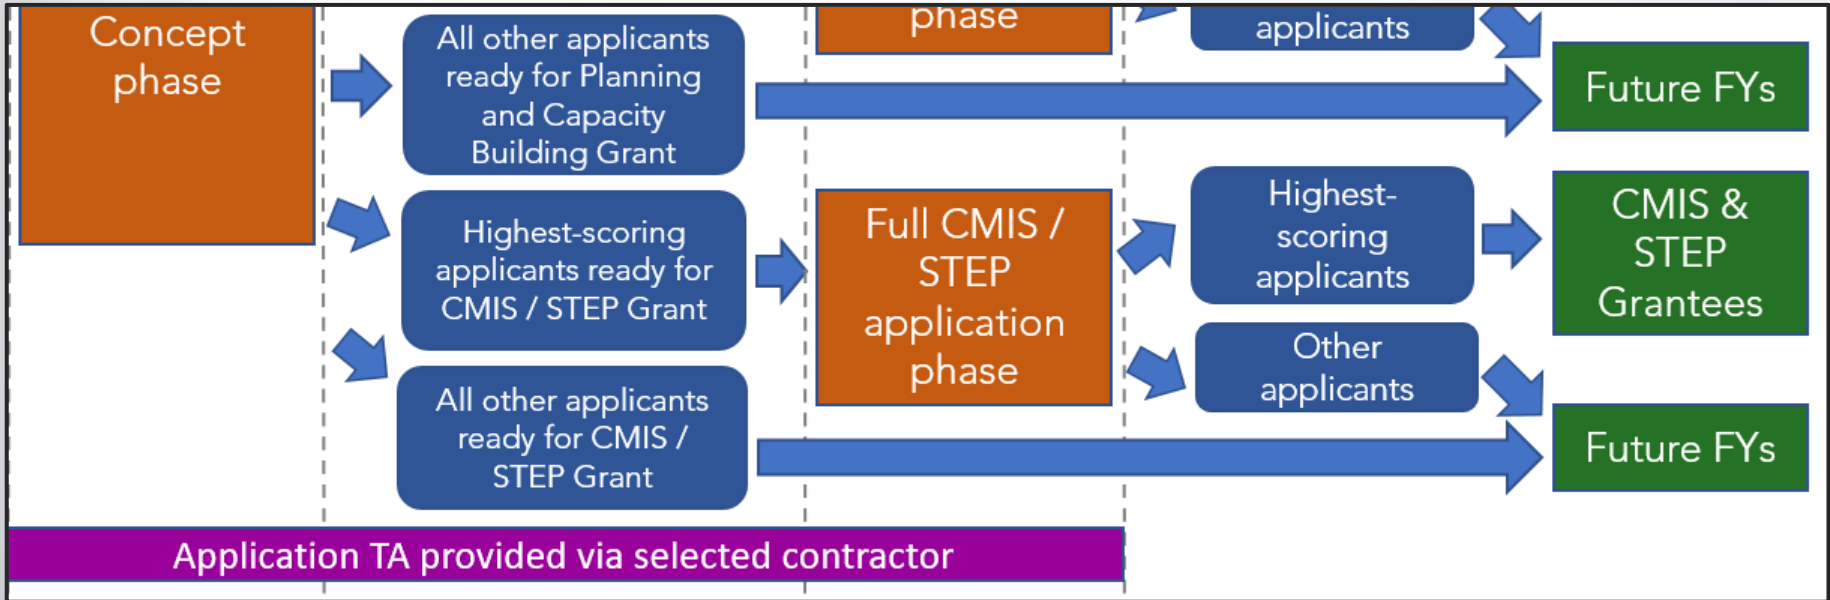 Concept
phase
All other applicants
ready for Planning
and Capacity
Building Grant
Highest-scoring
applicants ready for
CMIS / STEP Grant
All other applicants
ready for CMIS /
STEP Grant
phase
Full CMIS /
STEP
application
phase
applicants
Highest-
scoring
applicants
Other
applicants
Future FYs
CMIS &
STEP
Grantees
Future FYs
Application TA provided via selected contractor